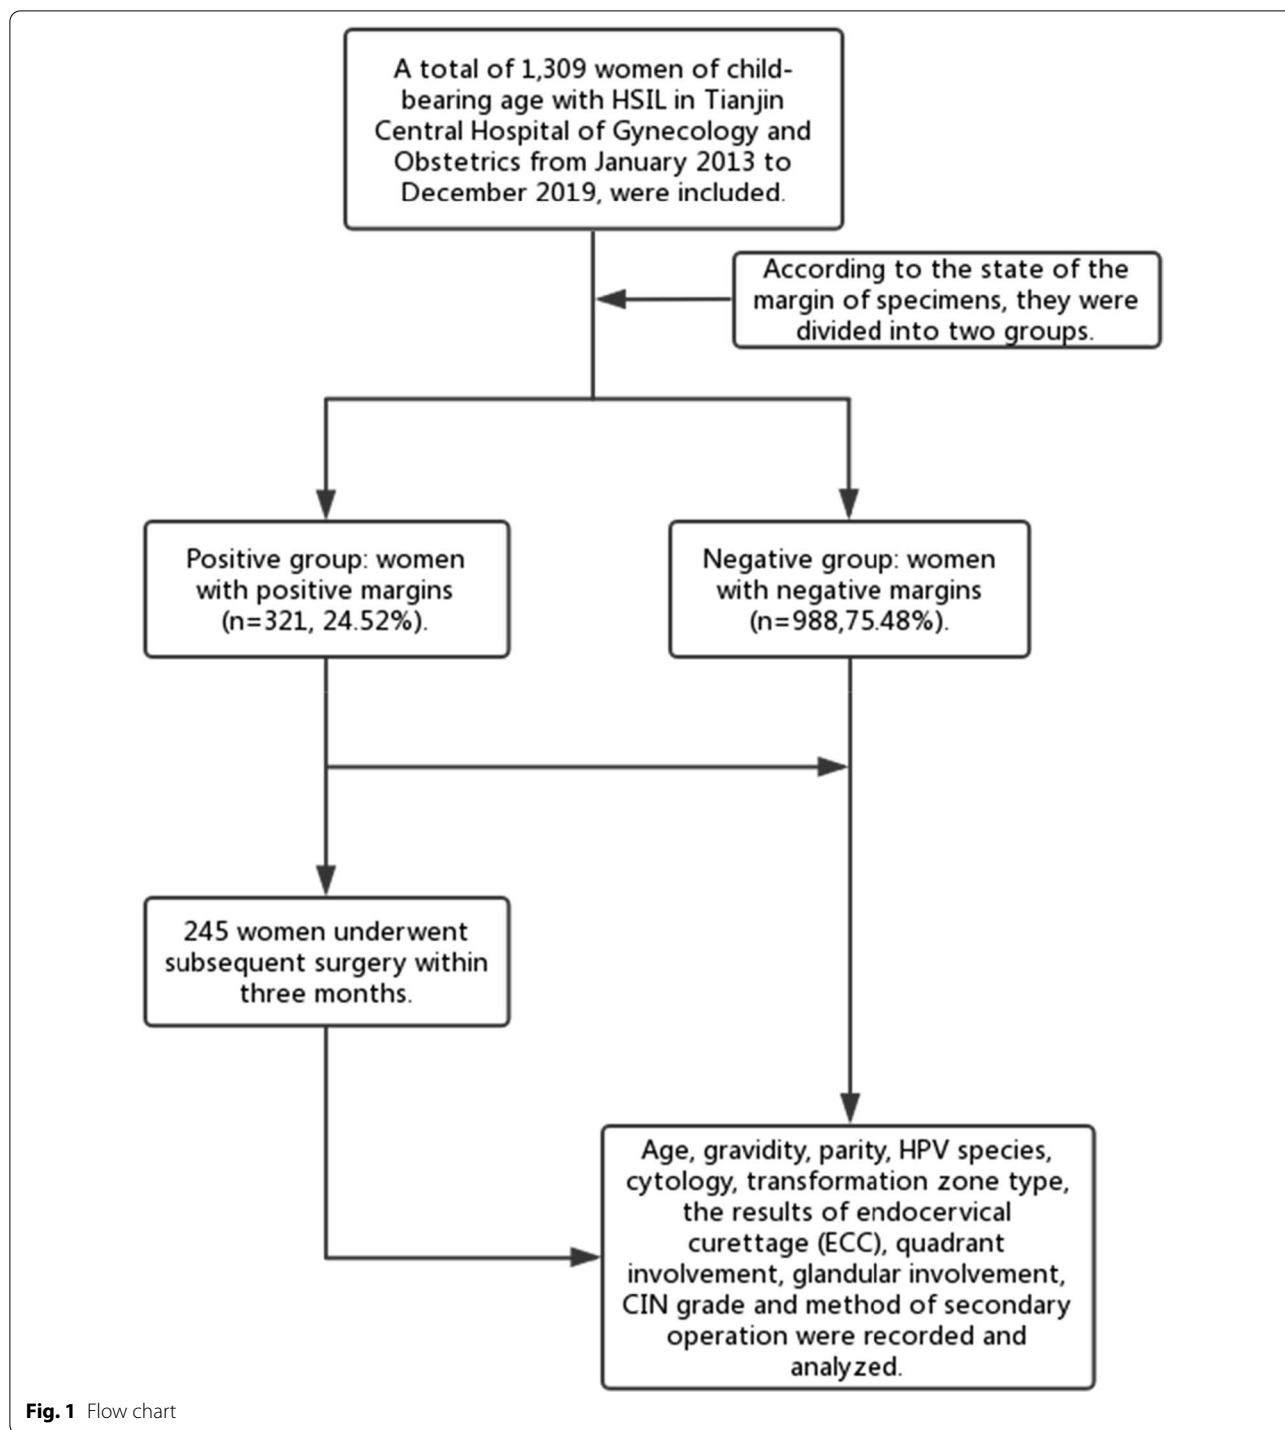 A total of 1,309 women of child-
bearing age with HSIL in Tianjin
Central Hospital of Gynecology and
Obstetrics from January 2013 to
December 2019, were included.
According to the state of the
margin of specimens, they were
divided into two groups.
Positive group: women
with positive margins
(n=321, 24.52%).
Negative group: women
with negative margins
(n=988,75.48%).
245 women underwent
subsequent surgery within
three months.
Age, gravidity, parity, HPV species,
cytology, transformation zone type,
the results of endocervical
curettage (ECC), quadrant
involvement, glandular involvement,
CIN grade and method of secondary
operation were recorded and
analyzed.
Fig. 1 Flow chart